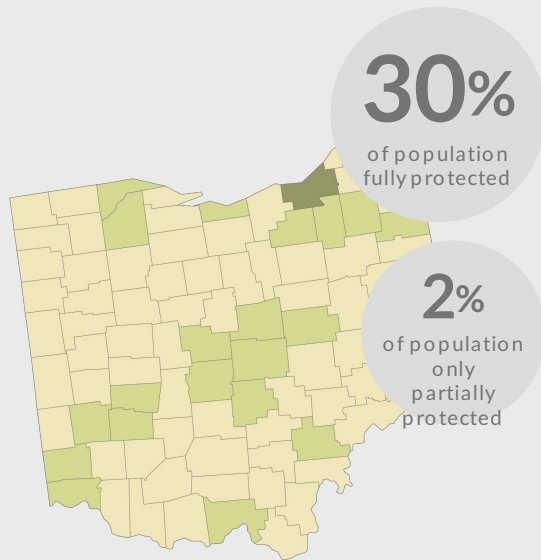 30%
of population
fully protected
2%
of population
only
partially
protected